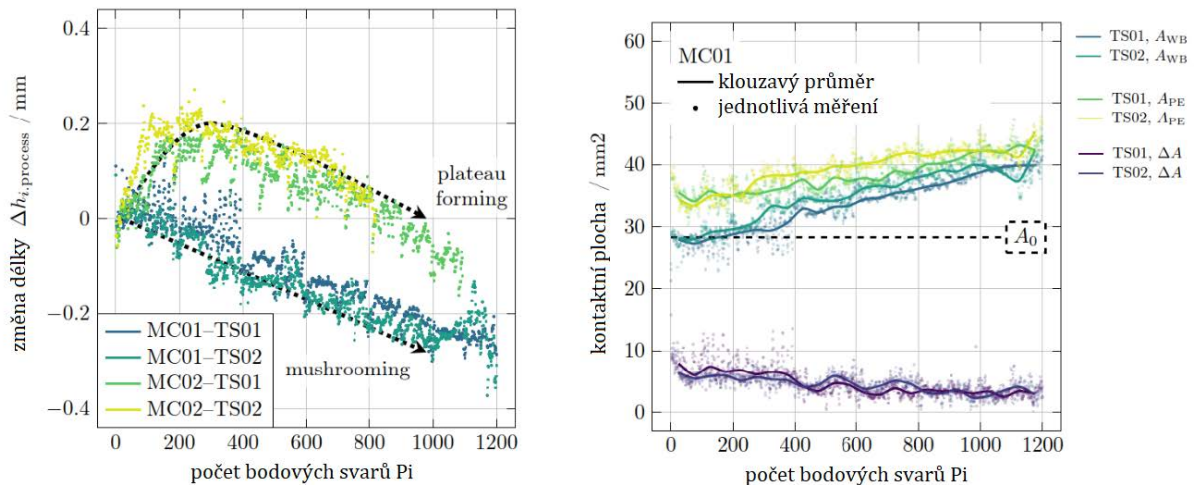 změna délky Δh_{i,process} / mm
0.4
0.2
0
−0.2
−0.4
plateau
forming
mushrooming
MC01–TS01
MC01–TS02
MC02–TS01
MC02–TS02
0 200 400 600 800 1000 1200
počet bodových svarů Pi
kontaktní plocha / mm2
60
50
40
30
20
10
0
MC01
klouzavý průměr
jednotlivá měření
A₀
0 200 400 600 800 1000 1200
počet bodových svarů Pi
TS01, A_WB
TS02, A_WB
TS01, A_PE
TS02, A_PE
TS01, ΔA
TS02, ΔA